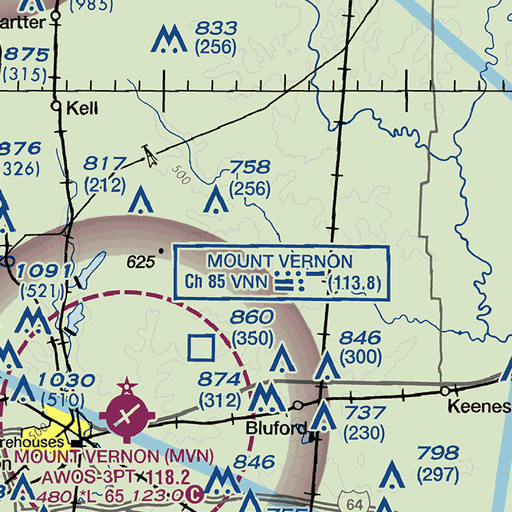 (985)
artter
833
(256)
875
(315)
Kell
876
326)
817
(212)
500
758
(256)
625
MOUNT VERNON
Ch 85 VNN (113.8)
1091
(521)
860
(350)
846
(300)
1030
(510)
874
(312)
Keenes
737
(230)
Bluford
rehouses
on
MOUNT VERNON (MVN)
AWOS-3PT 118.2
480 *L 65 123.0 C
846
798
(297)
64